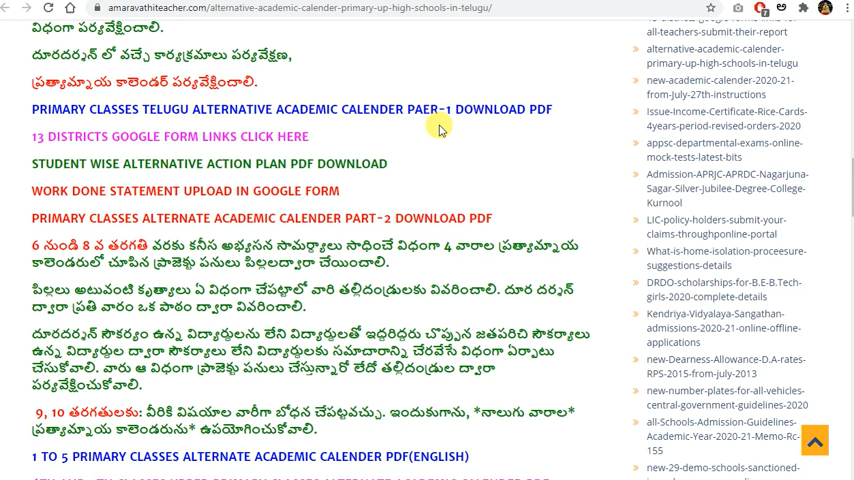 amaravathiteacher.com/alternative-academic-calender-primary-up-high-schools-in-telugu/
విధంగా పర్యవేక్షించాలి.
దూరదర్శన్ లో వచ్చే కార్యక్రమాలు పర్యవేక్షణ,
ప్రత్యామ్నాయ కాలెండర్ పర్యవేక్షించాలి.
PRIMARY CLASSES TELUGU ALTERNATIVE ACADEMIC CALENDER PAER-1 DOWNLOAD PDF
13 DISTRICTS GOOGLE FORM LINKS CLICK HERE
STUDENT WISE ALTERNATIVE ACTION PLAN PDF DOWNLOAD
WORK DONE STATEMENT UPLOAD IN GOOGLE FORM
PRIMARY CLASSES ALTERNATE ACADEMIC CALENDER PART-2 DOWNLOAD PDF
6 నుండి 8 వ తరగతి వరకు కనీస అభ్యసన సామర్థ్యాలు సాధించే విధంగా 4 వారాల ప్రత్యామ్నాయ
కాలెండరులో చూపిన ప్రాజెక్టు పనులు పిల్లలద్వారా చేయించాలి.
పిల్లలు అటువంటి కృత్యాలు ఏ విధంగా చేపట్టాలో వారి తల్లిదండ్రులకు వివరించాలి. దూర దర్శన్
ద్వారా ప్రతి వారం ఒక పాఠం ద్వారా వివరించాలి.
దూరదర్శన్ సౌకర్యం ఉన్న విద్యార్థులను లేని విద్యార్థులతో ఇద్దరిద్దరు చొప్పున జతపరిచి సౌకర్యాలు
ఉన్న విద్యార్థుల ద్వారా సౌకర్యాలు లేని విద్యార్థులకు సమాచారాన్ని చేరవేసే విధంగా ఏర్పాటు
చేసుకోవాలి. వారు ఆ విధంగా ప్రాజెక్టు పనులు చేస్తున్నారో లేదో తల్లిదండ్రుల ద్వారా
పర్యవేక్షించుకోవాలి.
9, 10 తరగతులకు: వీరికి విషయాల వారీగా బోధన చేపట్టవచ్చు. ఇందుకుగాను, *నాలుగు వారాల*
ప్రత్యామ్నాయ కాలెండరును* ఉపయోగించుకోవాలి.
1 TO 5 PRIMARY CLASSES ALTERNATE ACADEMIC CALENDER PDF(ENGLISH)
all-teachers-submit-their-report
alternative-academic-calender-
primary-up-high-schools-in-telugu
new-academic-calender-2020-21-
from-July-27th-instructions
Issue-Income-Certificate-Rice-Cards-
4years-period-revised-orders-2020
appsc-departmental-exams-online-
mock-tests-latest-bits
Admission-APRJC-APRDC-Nagarjuna-
Sagar-Silver-Jubilee-Degree-College-
Kurnool
LIC-policy-holders-submit-your-
claims-throughponline-portal
What-is-home-isolation-proceesure-
suggestions-details
DRDO-scholarships-for-B.E-B.Tech-
girls-2020-complete-details
Kendriya-Vidyalaya-Sangathan-
admissions-2020-21-online-offline-
applications
new-Dearness-Allowance-D.A-rates-
RPS-2015-from-july-2013
new-number-plates-for-all-vehicles-
central-government-guidelines-2020
all-Schools-Admission-Guidelines-
Academic-Year-2020-21-Memo-Rc-
155
new-29-demo-schools-sanctioned-